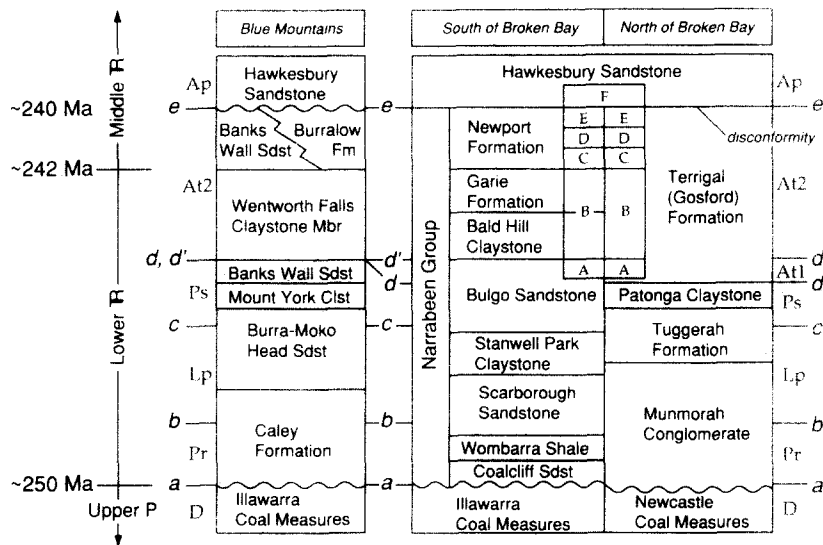 Blue Mountains
South of Broken Bay
North of Broken Bay
Middle TR
Lower TR
Upper P
~240 Ma
~242 Ma
~250 Ma
Ap
At2
Ps
Lp
Pr
D
e
d, d'
c
b
a
Hawkesbury
Sandstone
Banks
Wall Sdst
Burralow
Fm
Wentworth Falls
Claystone Mbr
Banks Wall Sdst
Mount York Clst
Burra-Moko
Head Sdst
Caley
Formation
Illawarra
Coal Measures
e
d'
d
c
b
a
Narrabeen Group
Hawkesbury Sandstone
Newport
Formation
Garie
Formation
Bald Hill
Claystone
Bulgo Sandstone
Stanwell Park
Claystone
Scarborough
Sandstone
Wombarra Shale
Coalcliff Sdst
Illawarra
Coal Measures
F
E E
D D
C C
B B
A A
disconformity
Terrigal
(Gosford)
Formation
Patonga Claystone
Tuggerah
Formation
Munmorah
Conglomerate
Newcastle
Coal Measures
Ap
At2
At1
Ps
Lp
Pr
D
e
d
c
b
a